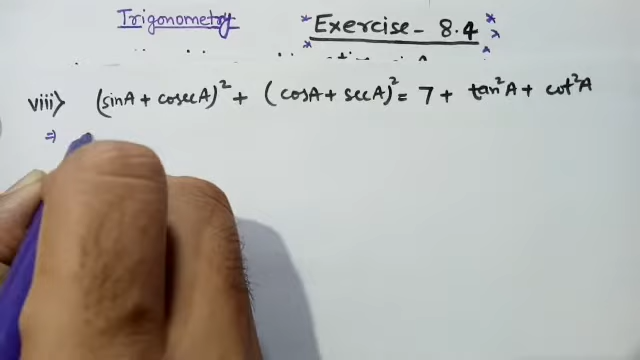 Trigonometry
* Exercise - 8.4 *
viii> (sinA + cosecA)² + (cosA + secA)² = 7 + tan²A + cot²A
⇒